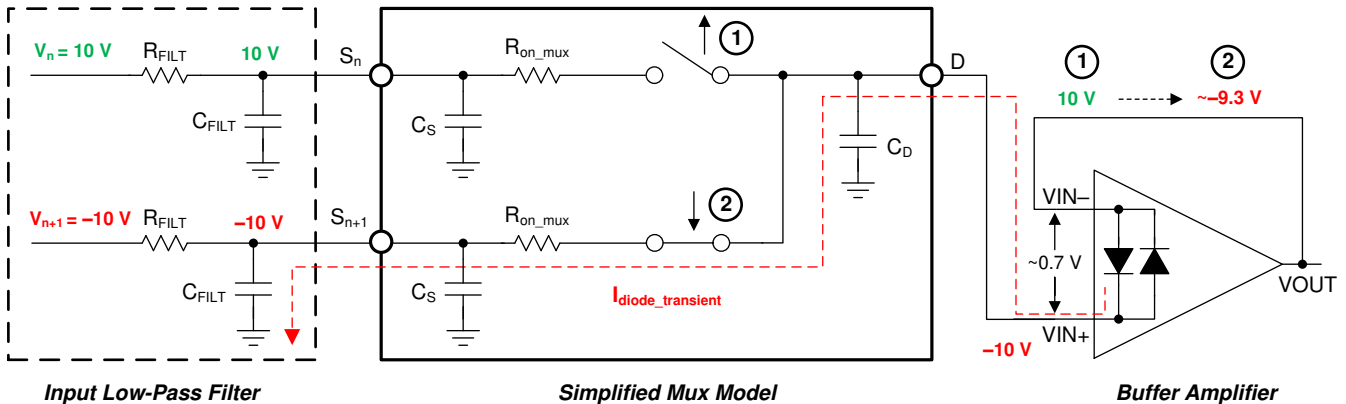 Vn = 10 V
RFILT
10 V
Sn
Ron_mux
1
D
1
2
10 V
~–9.3 V
CFILT
CS
CD
Vn+1 = –10 V
RFILT
–10 V
Sn+1
Ron_mux
2
VIN–
~0.7 V
CFILT
CS
Idiode_transient
VOUT
VIN+
–10 V
Input Low-Pass Filter
Simplified Mux Model
Buffer Amplifier